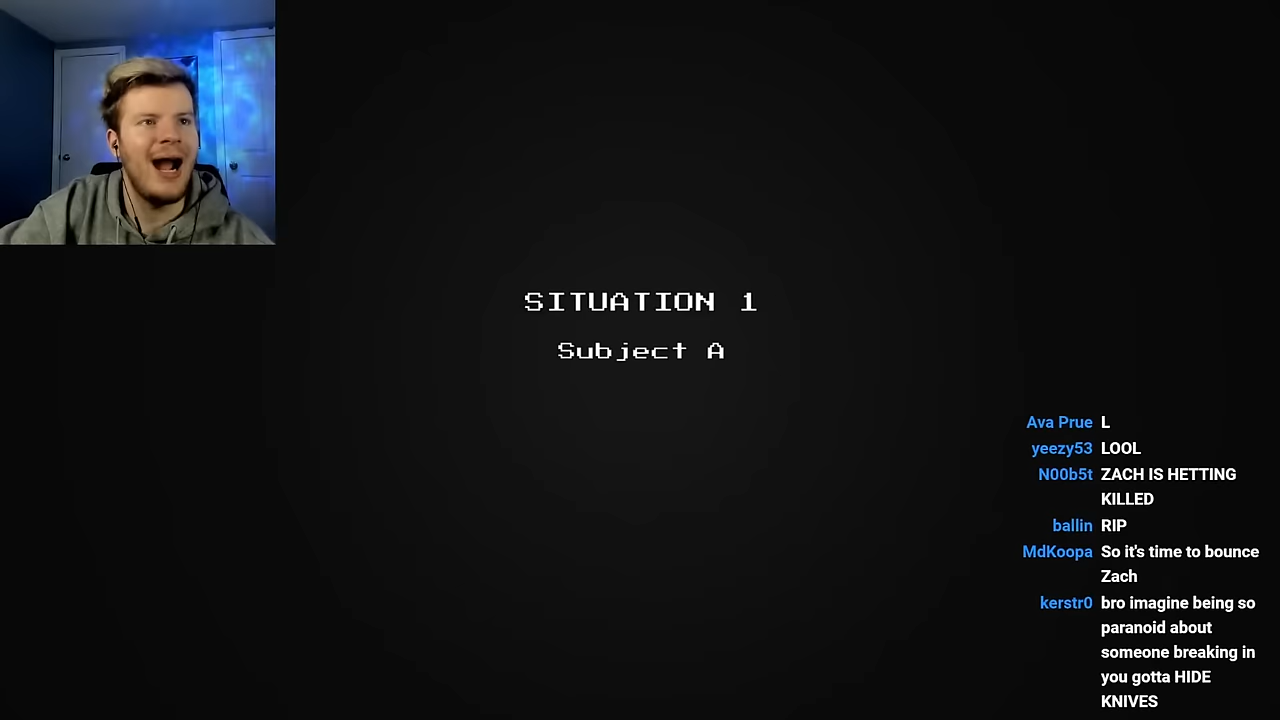 SITUATION 1
Subject A
Ava Prue L
yeezy53 LOOL
N00b5t ZACH IS HETTING
KILLED
ballin RIP
MdKoopa So it's time to bounce
Zach
kerstr0 bro imagine being so
paranoid about
someone breaking in
you gotta HIDE
KNIVES